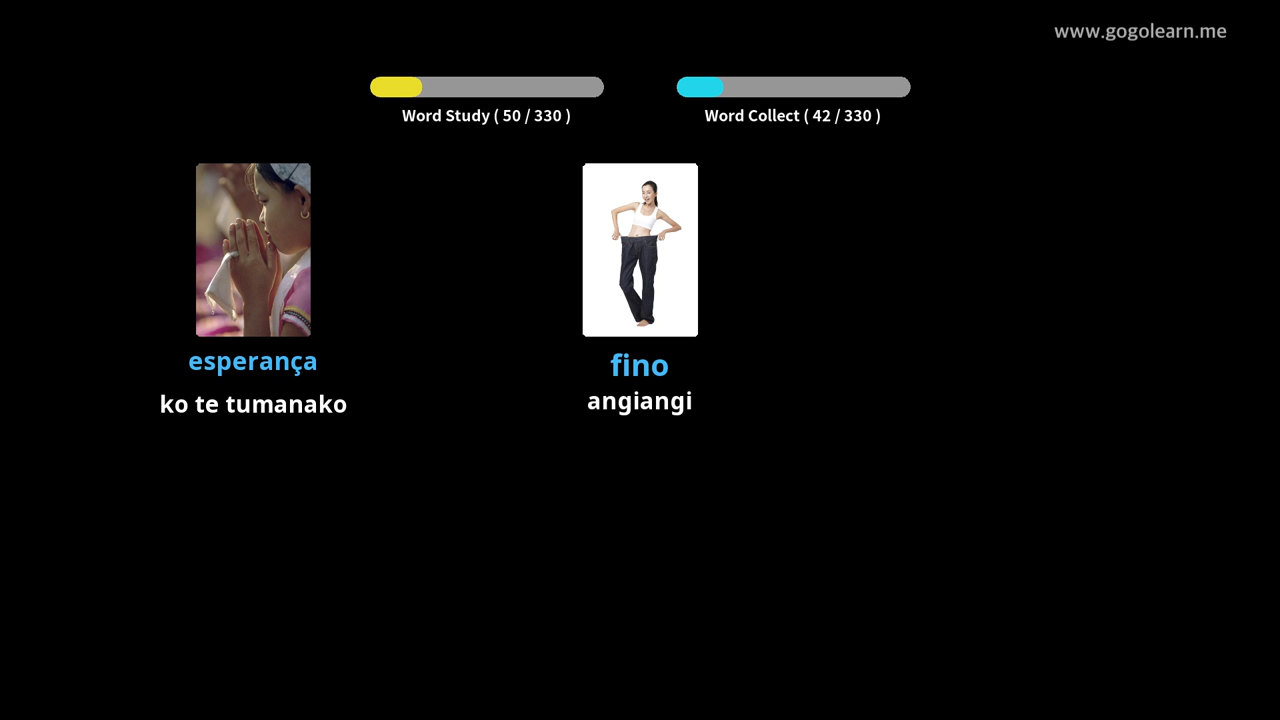 www.gogolearn.me
Word Study ( 50 / 330 )
Word Collect ( 42 / 330 )
esperança
ko te tumanako
fino
angiangi